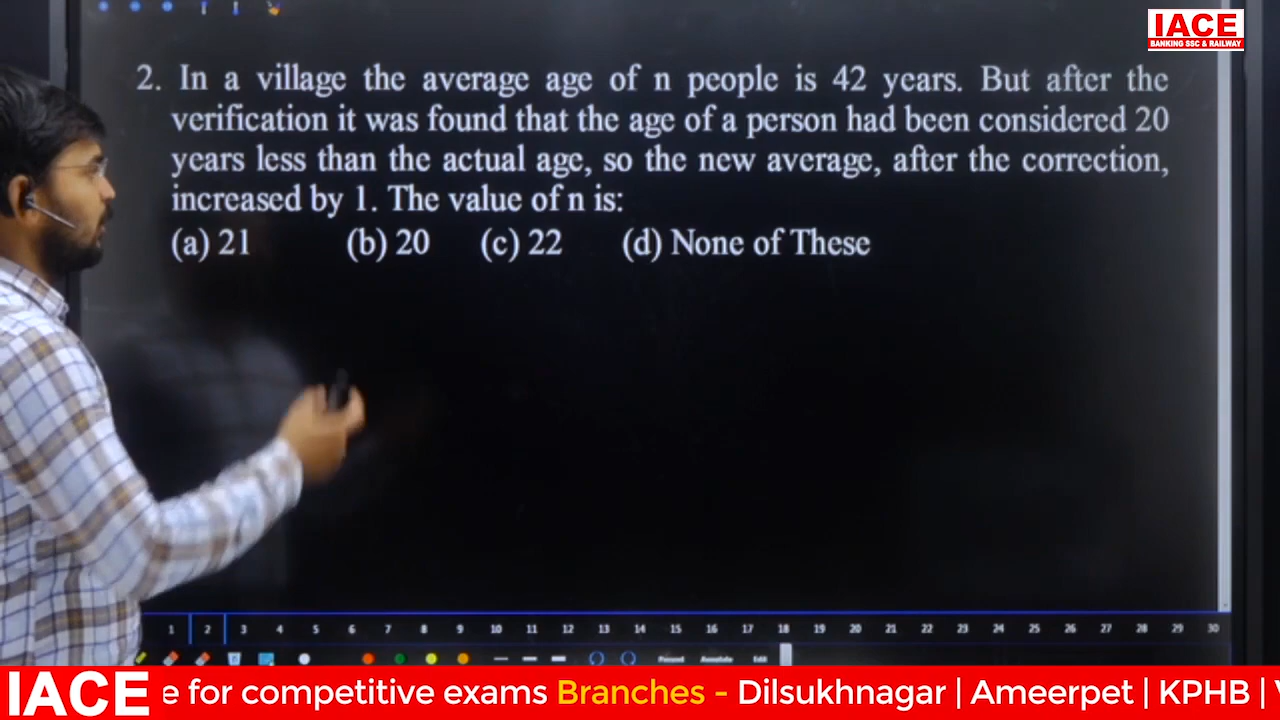 IACE
BANKING SSC & RAILWAY
2. In a village the average age of n people is 42 years. But after the
verification it was found that the age of a person had been considered 20
years less than the actual age, so the new average, after the correction,
increased by 1. The value of n is:
(a) 21 (b) 20 (c) 22 (d) None of These
1 2 3 4 5 6 7 8 9 10 11 12 13 14 15 16 17 18 19 20 21 22 23 24 25 26 27 28 29 30
Annotate Edit
IACE e for competitive exams Branches - Dilsukhnagar | Ameerpet | KPHB |